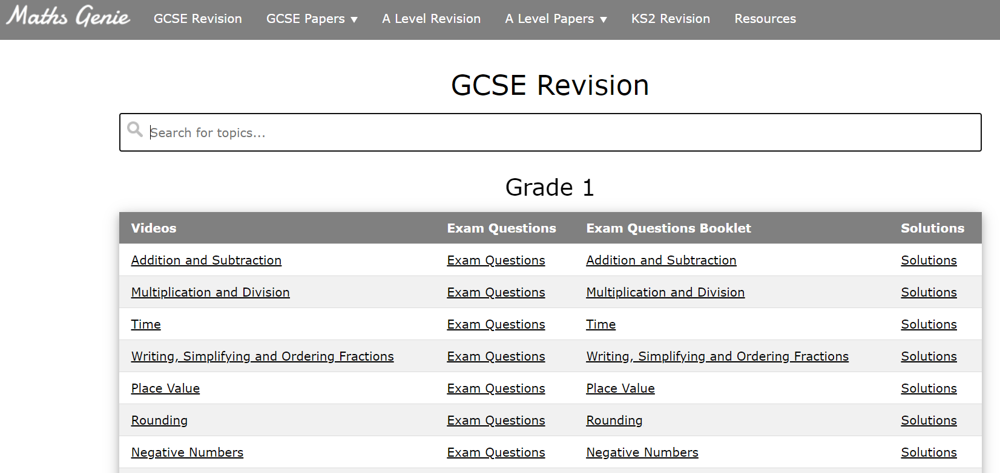 Maths Genie GCSE Revision GCSE Papers ▼ A Level Revision A Level Papers ▼ KS2 Revision Resources
GCSE Revision
Search for topics...
Grade 1
Videos Exam Questions Exam Questions Booklet Solutions
Addition and Subtraction Exam Questions Addition and Subtraction Solutions
Multiplication and Division Exam Questions Multiplication and Division Solutions
Time Exam Questions Time Solutions
Writing, Simplifying and Ordering Fractions Exam Questions Writing, Simplifying and Ordering Fractions Solutions
Place Value Exam Questions Place Value Solutions
Rounding Exam Questions Rounding Solutions
Negative Numbers Exam Questions Negative Numbers Solutions